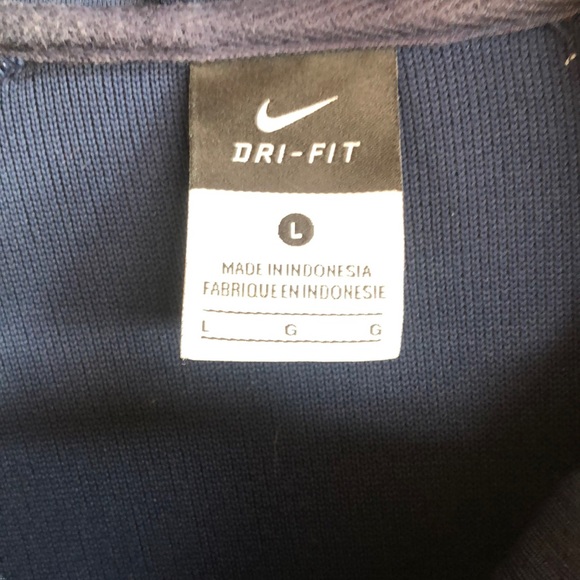 DRI-FIT
L
MADE IN INDONESIA
FABRIQUE EN INDONESIE
L G G